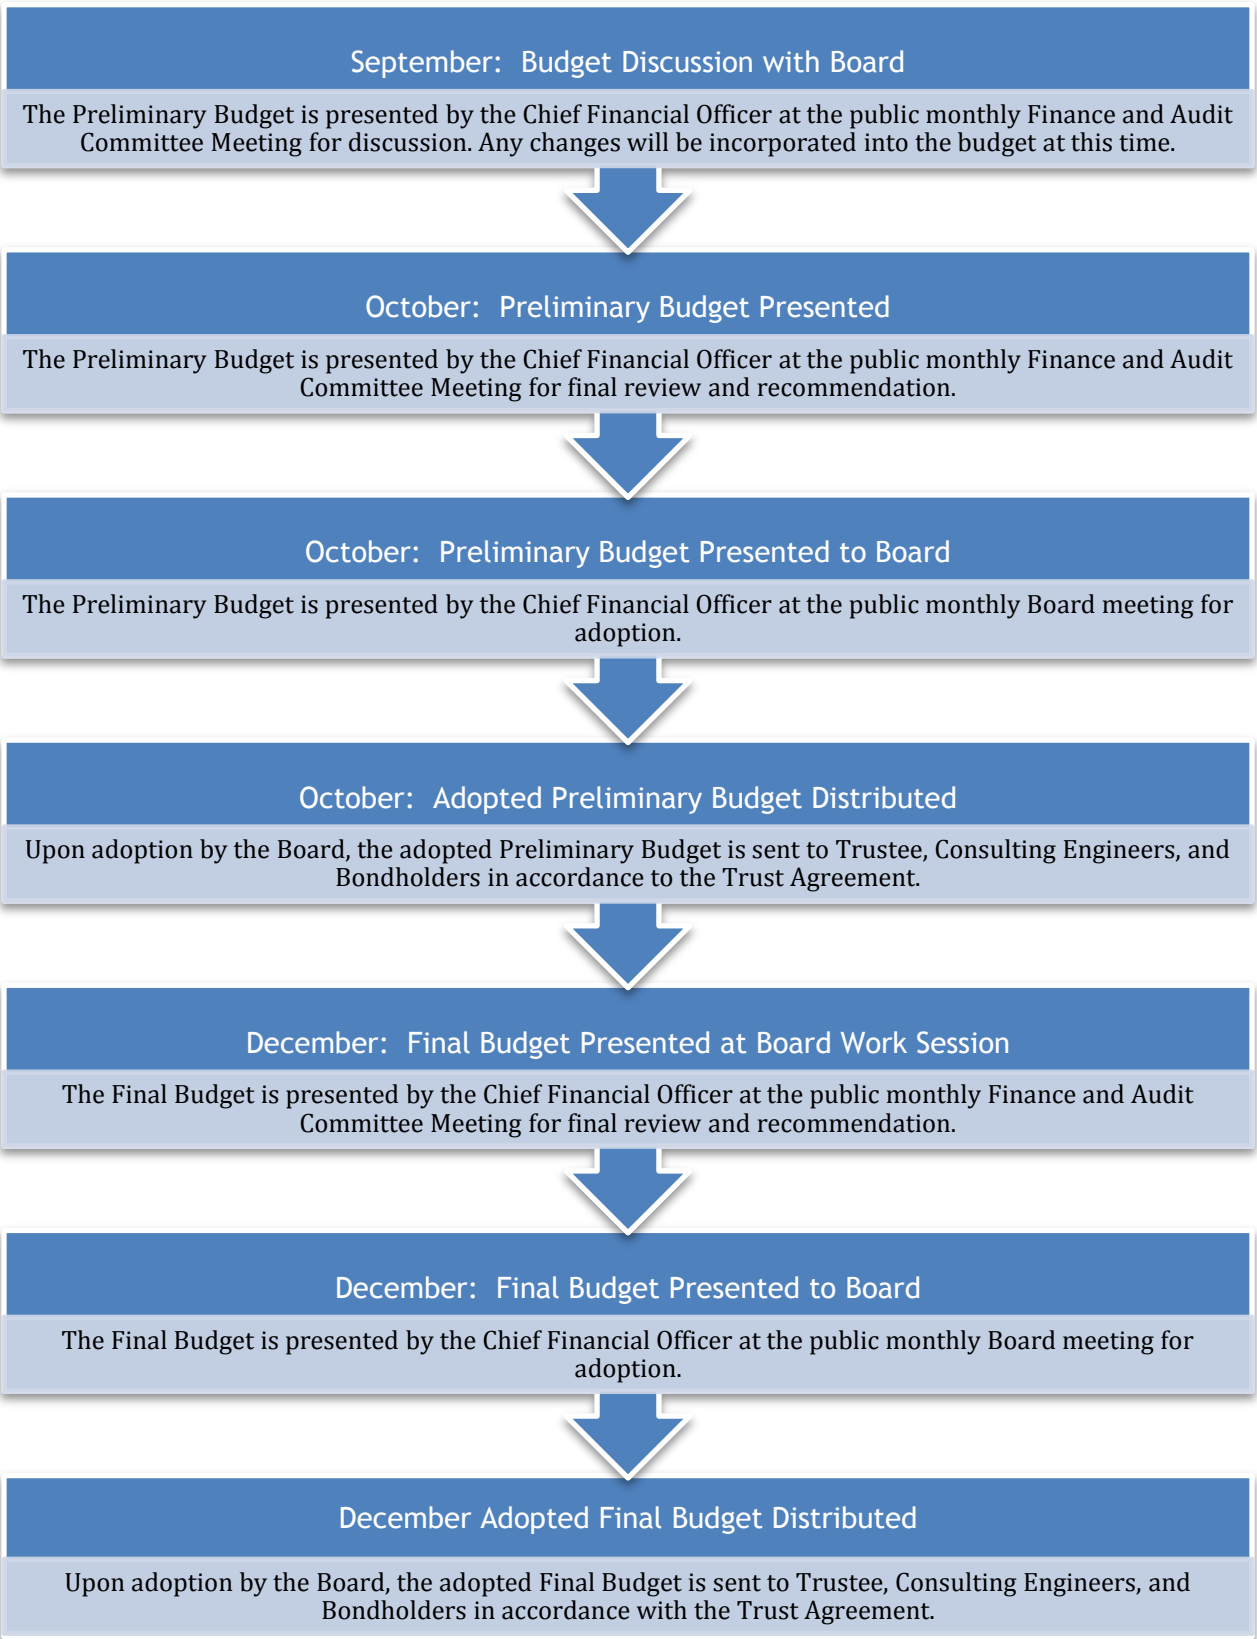 September:  Budget Discussion with Board
The Preliminary Budget is presented by the Chief Financial Officer at the public monthly Finance and Audit
Committee Meeting for discussion. Any changes will be incorporated into the budget at this time.
October:  Preliminary Budget Presented
The Preliminary Budget is presented by the Chief Financial Officer at the public monthly Finance and Audit
Committee Meeting for final review and recommendation.
October:  Preliminary Budget Presented to Board
The Preliminary Budget is presented by the Chief Financial Officer at the public monthly Board meeting for
adoption.
October:  Adopted Preliminary Budget Distributed
Upon adoption by the Board, the adopted Preliminary Budget is sent to Trustee, Consulting Engineers, and
Bondholders in accordance to the Trust Agreement.
December:  Final Budget Presented at Board Work Session
The Final Budget is presented by the Chief Financial Officer at the public monthly Finance and Audit
Committee Meeting for final review and recommendation.
December:  Final Budget Presented to Board
The Final Budget is presented by the Chief Financial Officer at the public monthly Board meeting for
adoption.
December Adopted Final Budget Distributed
Upon adoption by the Board, the adopted Final Budget is sent to Trustee, Consulting Engineers, and
Bondholders in accordance with the Trust Agreement.